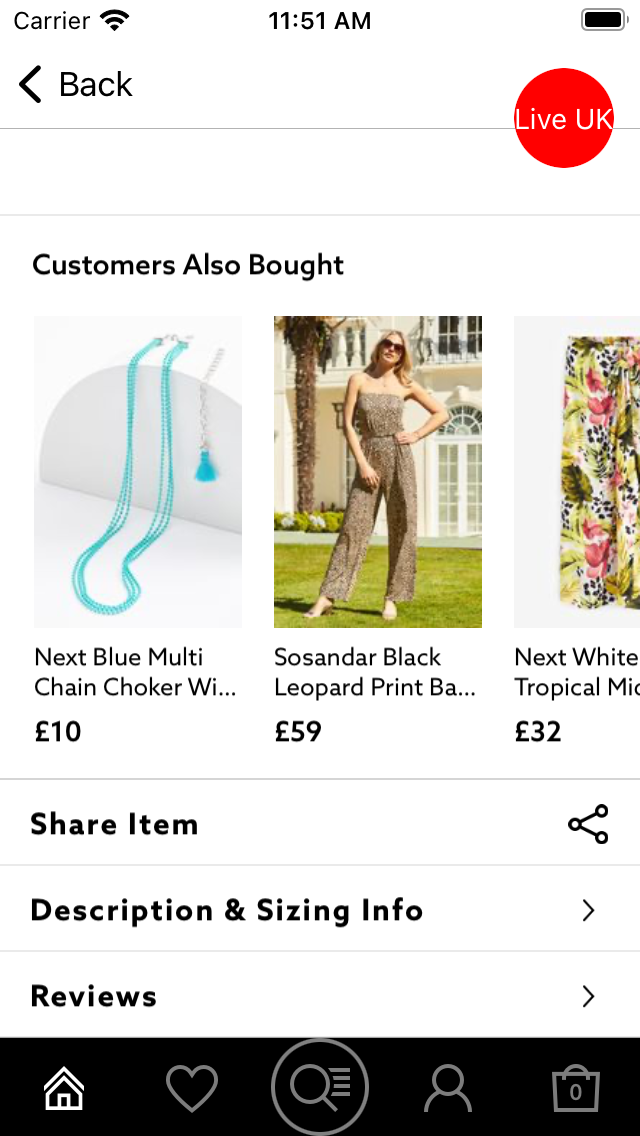 Carrier
11:51 AM
Back
Live UK
Customers Also Bought
Next Blue Multi
Chain Choker Wi...
£10
Sosandar Black
Leopard Print Ba...
£59
Next White
Tropical Mid
£32
Share Item
Description & Sizing Info
Reviews
0